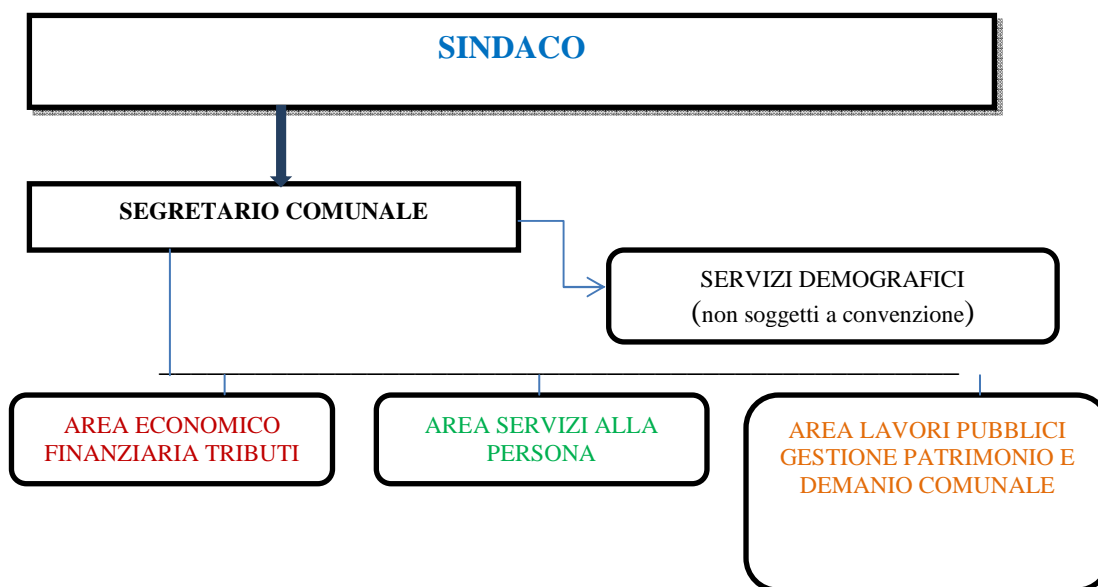 SINDACO
SEGRETARIO COMUNALE
SERVIZI DEMOGRAFICI
(non soggetti a convenzione)
AREA ECONOMICO
FINANZIARIA TRIBUTI
AREA SERVIZI ALLA
PERSONA
AREA LAVORI PUBBLICI
GESTIONE PATRIMONIO E
DEMANIO COMUNALE